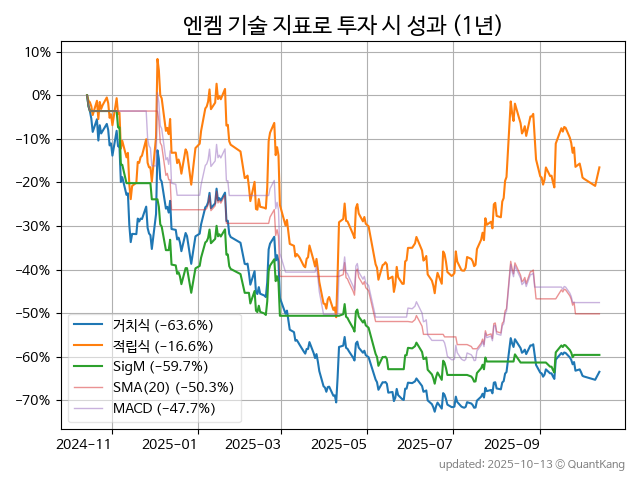 엔켐 기술 지표로 투자 시 성과 (1년)
10%
0%
−10%
−20%
−30%
−40%
−50%
−60%
−70%
거치식 (−63.6%)
적립식 (−16.6%)
SigM (−59.7%)
SMA(20) (−50.3%)
MACD (−47.7%)
2024−11
2025−01
2025−03
2025−05
2025−07
2025−09
updated: 2025-10-13 © QuantKang